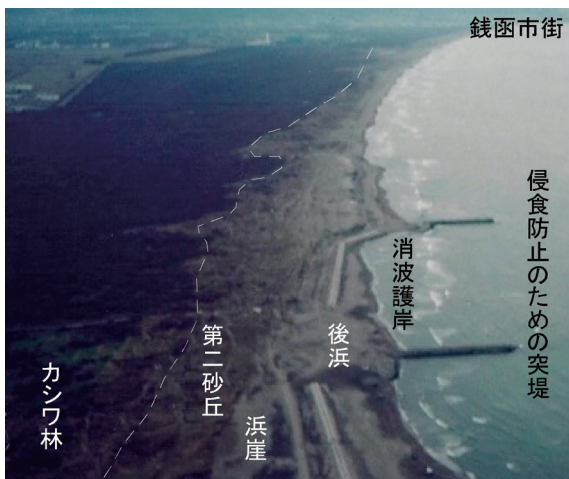 銭函市街
侵食防止のための突堤
消波護岸
後浜
第二砂丘
浜崖
カシワ林